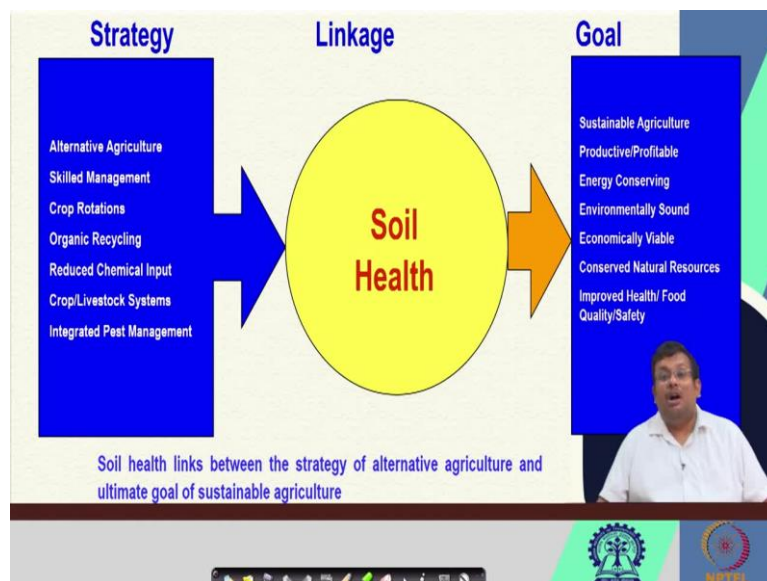 Strategy
Linkage
Goal
Alternative Agriculture
Skilled Management
Crop Rotations
Organic Recycling
Reduced Chemical Input
Crop/Livestock Systems
Integrated Pest Management
Soil
Health
Sustainable Agriculture
Productive/Profitable
Energy Conserving
Environmentally Sound
Economically Viable
Conserved Natural Resources
Improved Health/ Food
Quality/Safety
Soil health links between the strategy of alternative agriculture and
ultimate goal of sustainable agriculture
NPTEL